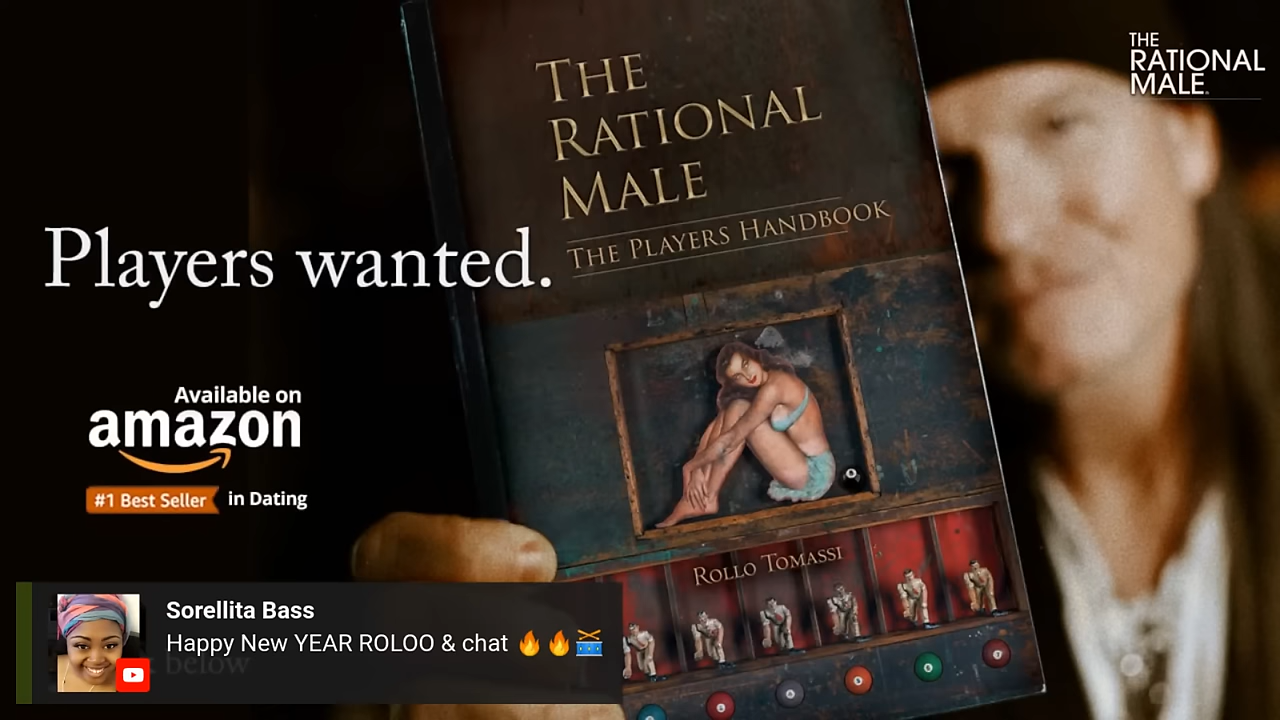 THE
RATIONAL
MALE
THE PLAYERS HANDBOOK
ROLLO TOMASSI
THE
RATIONAL
MALE
Players wanted.
Available on
amazon
#1 Best Seller in Dating
Sorellita Bass
Happy New YEAR ROLOO & chat 🔥🔥🥁
below